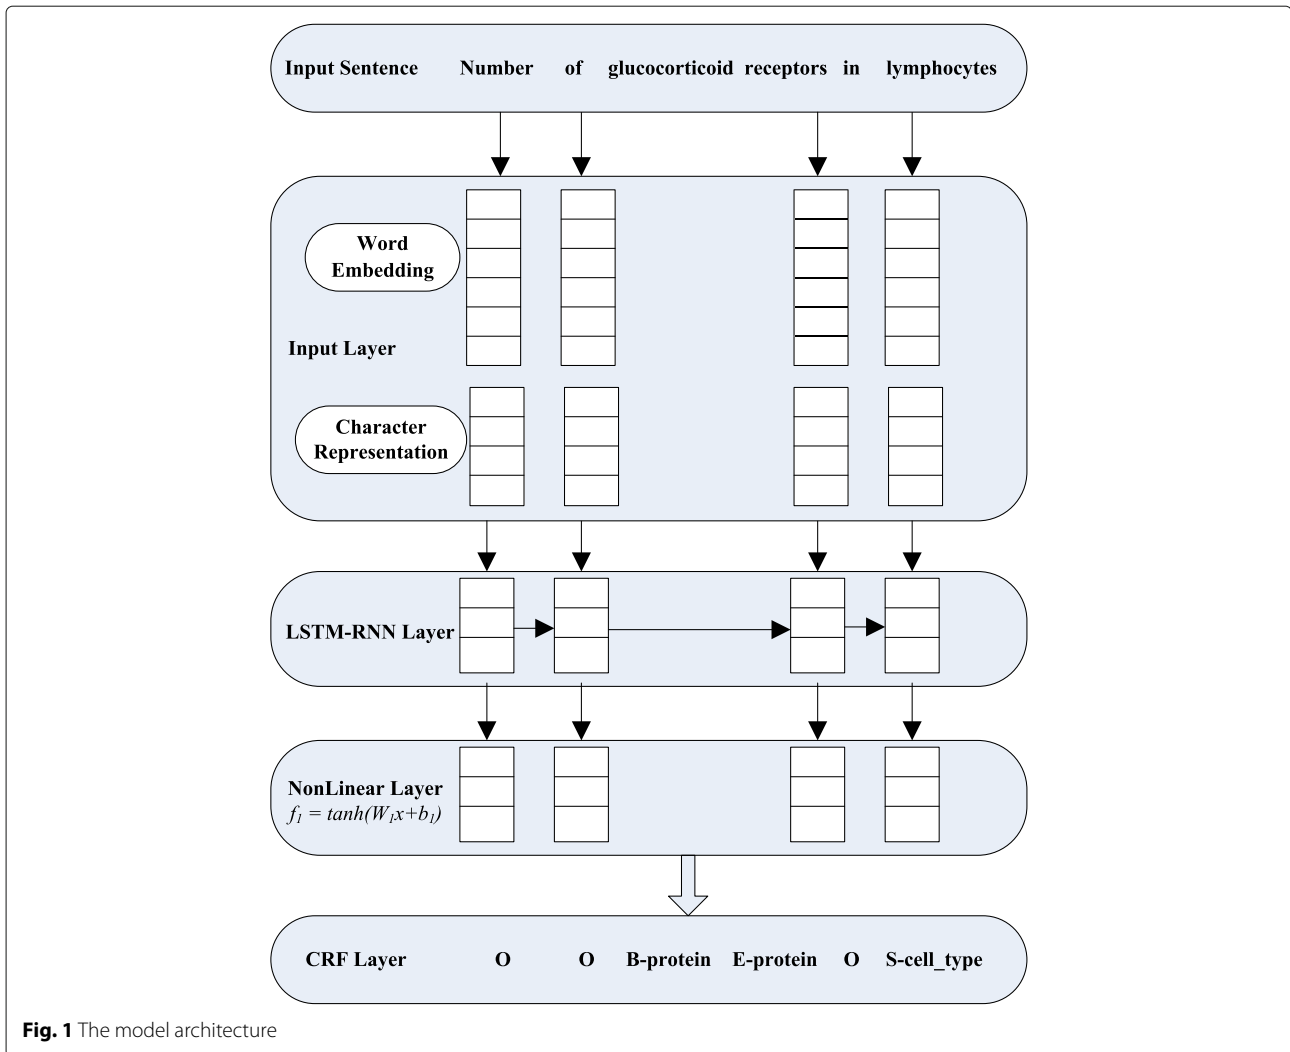 Input Sentence Number of glucocorticoid receptors in lymphocytes
Word
Embedding
Input Layer
Character
Representation
LSTM-RNN Layer
NonLinear Layer
f₁ = tanh(W₁x+b₁)
CRF Layer O O B-protein E-protein O S-cell_type
Fig. 1 The model architecture